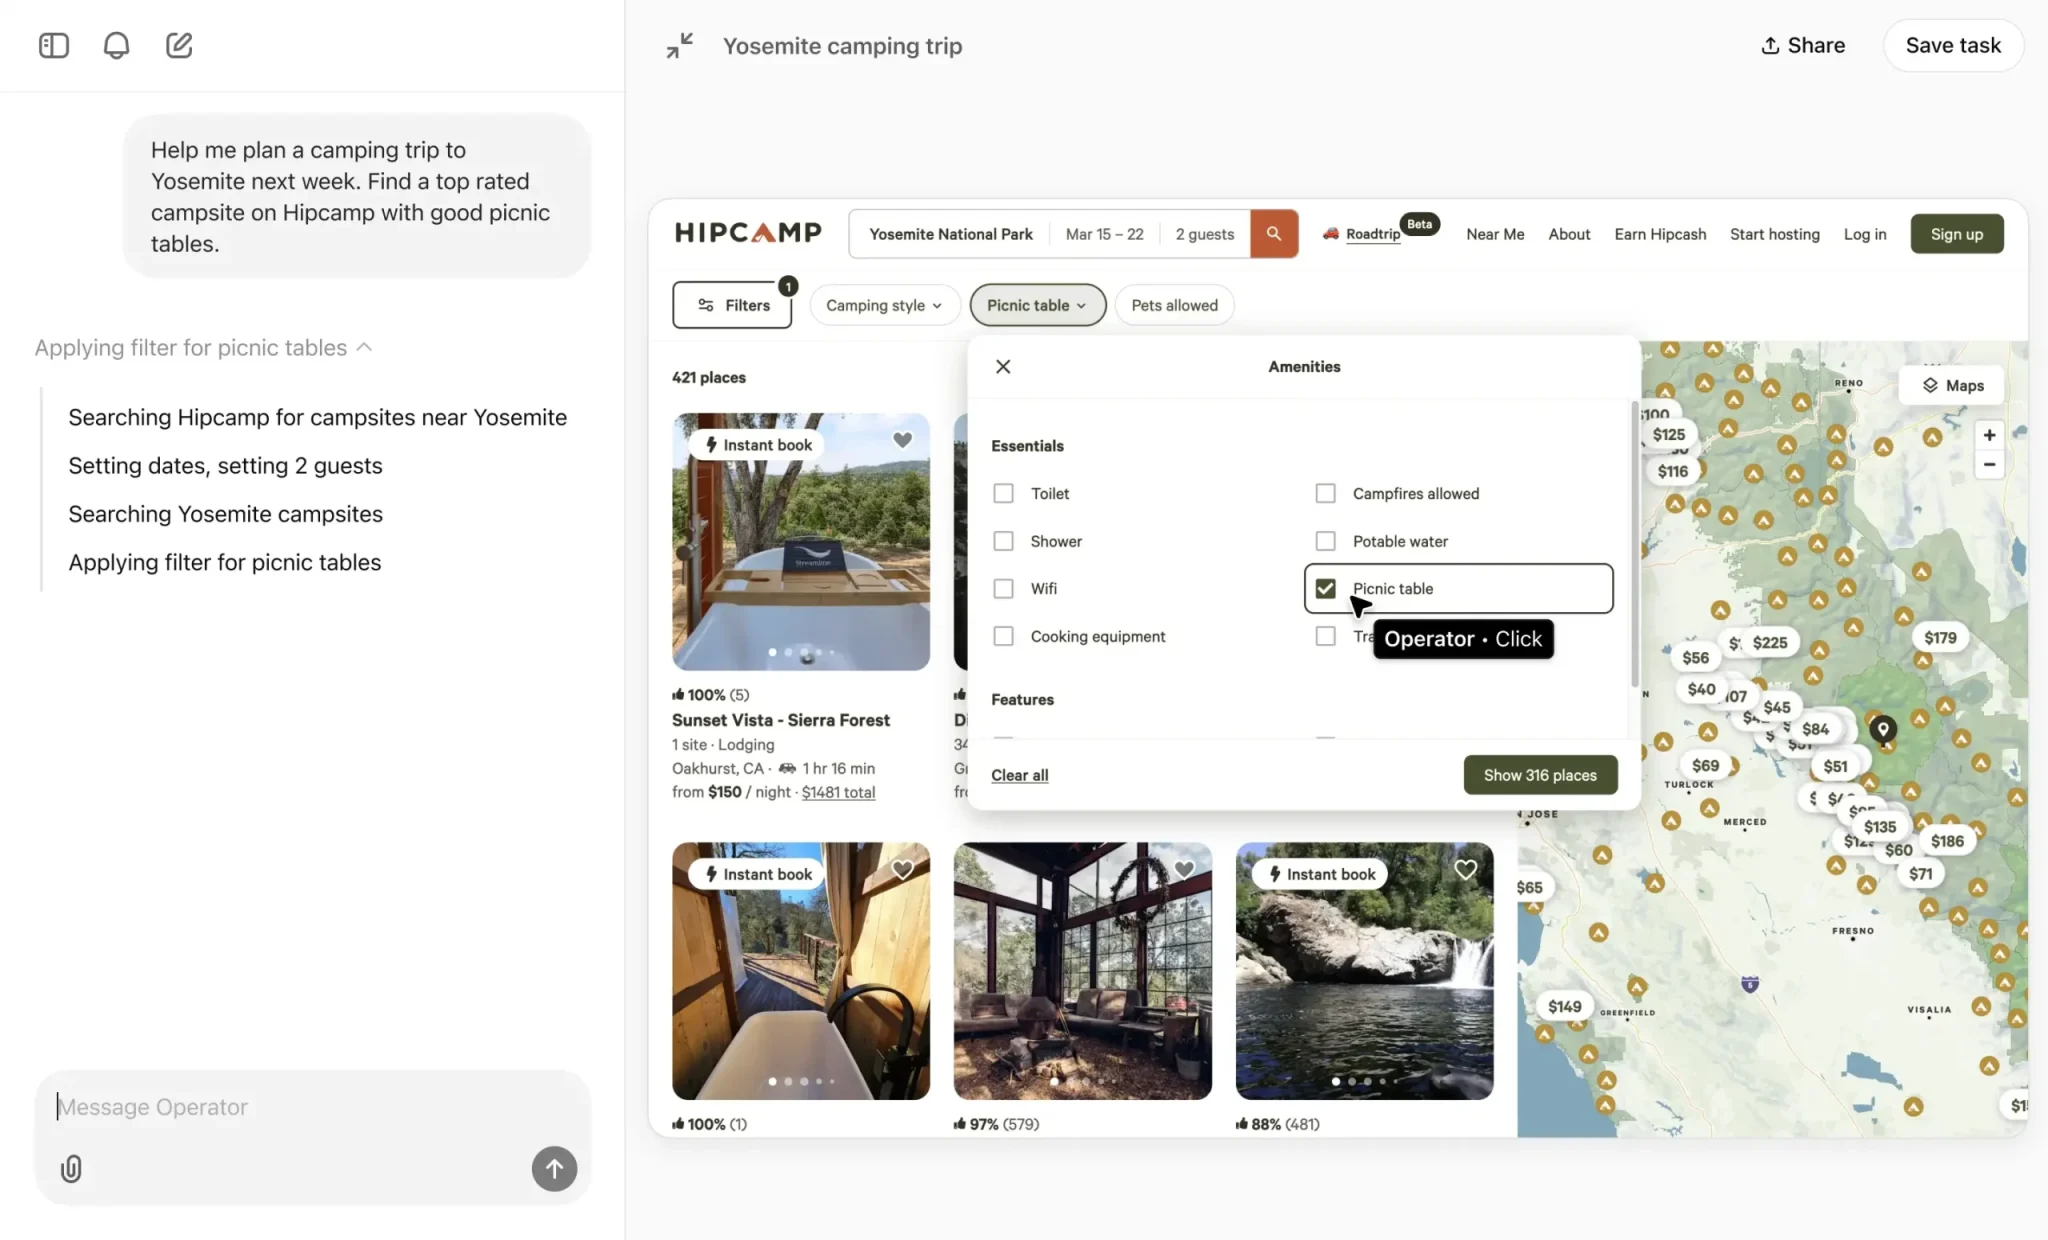 Help me plan a camping trip to
Yosemite next week. Find a top rated
campsite on Hipcamp with good picnic
tables.
Applying filter for picnic tables
Searching Hipcamp for campsites near Yosemite
Setting dates, setting 2 guests
Searching Yosemite campsites
Applying filter for picnic tables
Message Operator
Yosemite camping trip
Share
Save task
HIPCAMP
Yosemite National Park
Mar 15 – 22
2 guests
Roadtrip
Beta
Near Me
About
Earn Hipcash
Start hosting
Log in
Sign up
Filters
1
Camping style
Picnic table
Pets allowed
421 places
Instant book
Streamline
100% (5)
Sunset Vista - Sierra Forest
1 site · Lodging
Oakhurst, CA · 1 hr 16 min
from $150 / night · $1481 total
Amenities
Essentials
Toilet
Campfires allowed
Shower
Potable water
Wifi
Picnic table
Cooking equipment
Operator • Click
Features
Clear all
Show 316 places
Instant book
Instant book
100% (1)
97% (579)
88% (481)
Maps
+
−
RENO
$100
$125
$116
$179
$225
$56
$40
$45
$84
$69
$51
TURLOCK
MERCED
$135
$186
$60
$71
$65
JOSE
FRESNO
5
$149
GREENFIELD
VISALIA